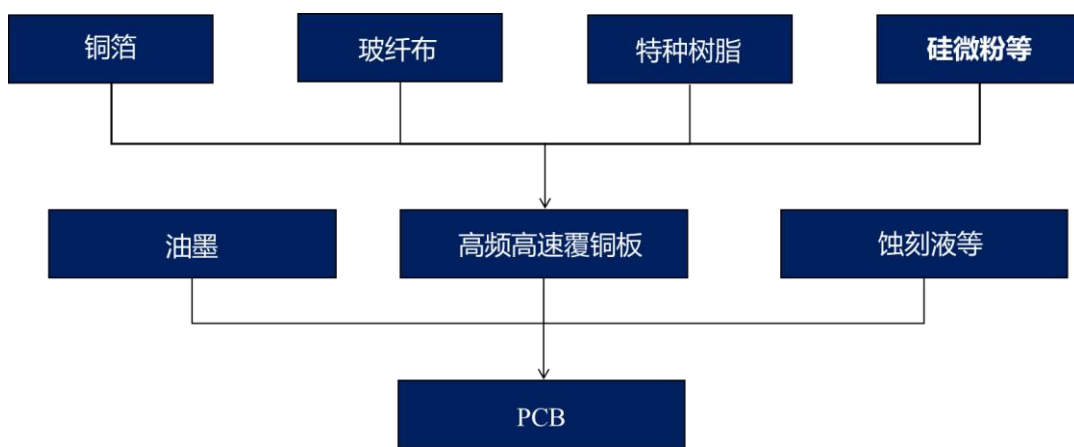 铜箔
玻纤布
特种树脂
硅微粉等
油墨
高频高速覆铜板
蚀刻液等
PCB